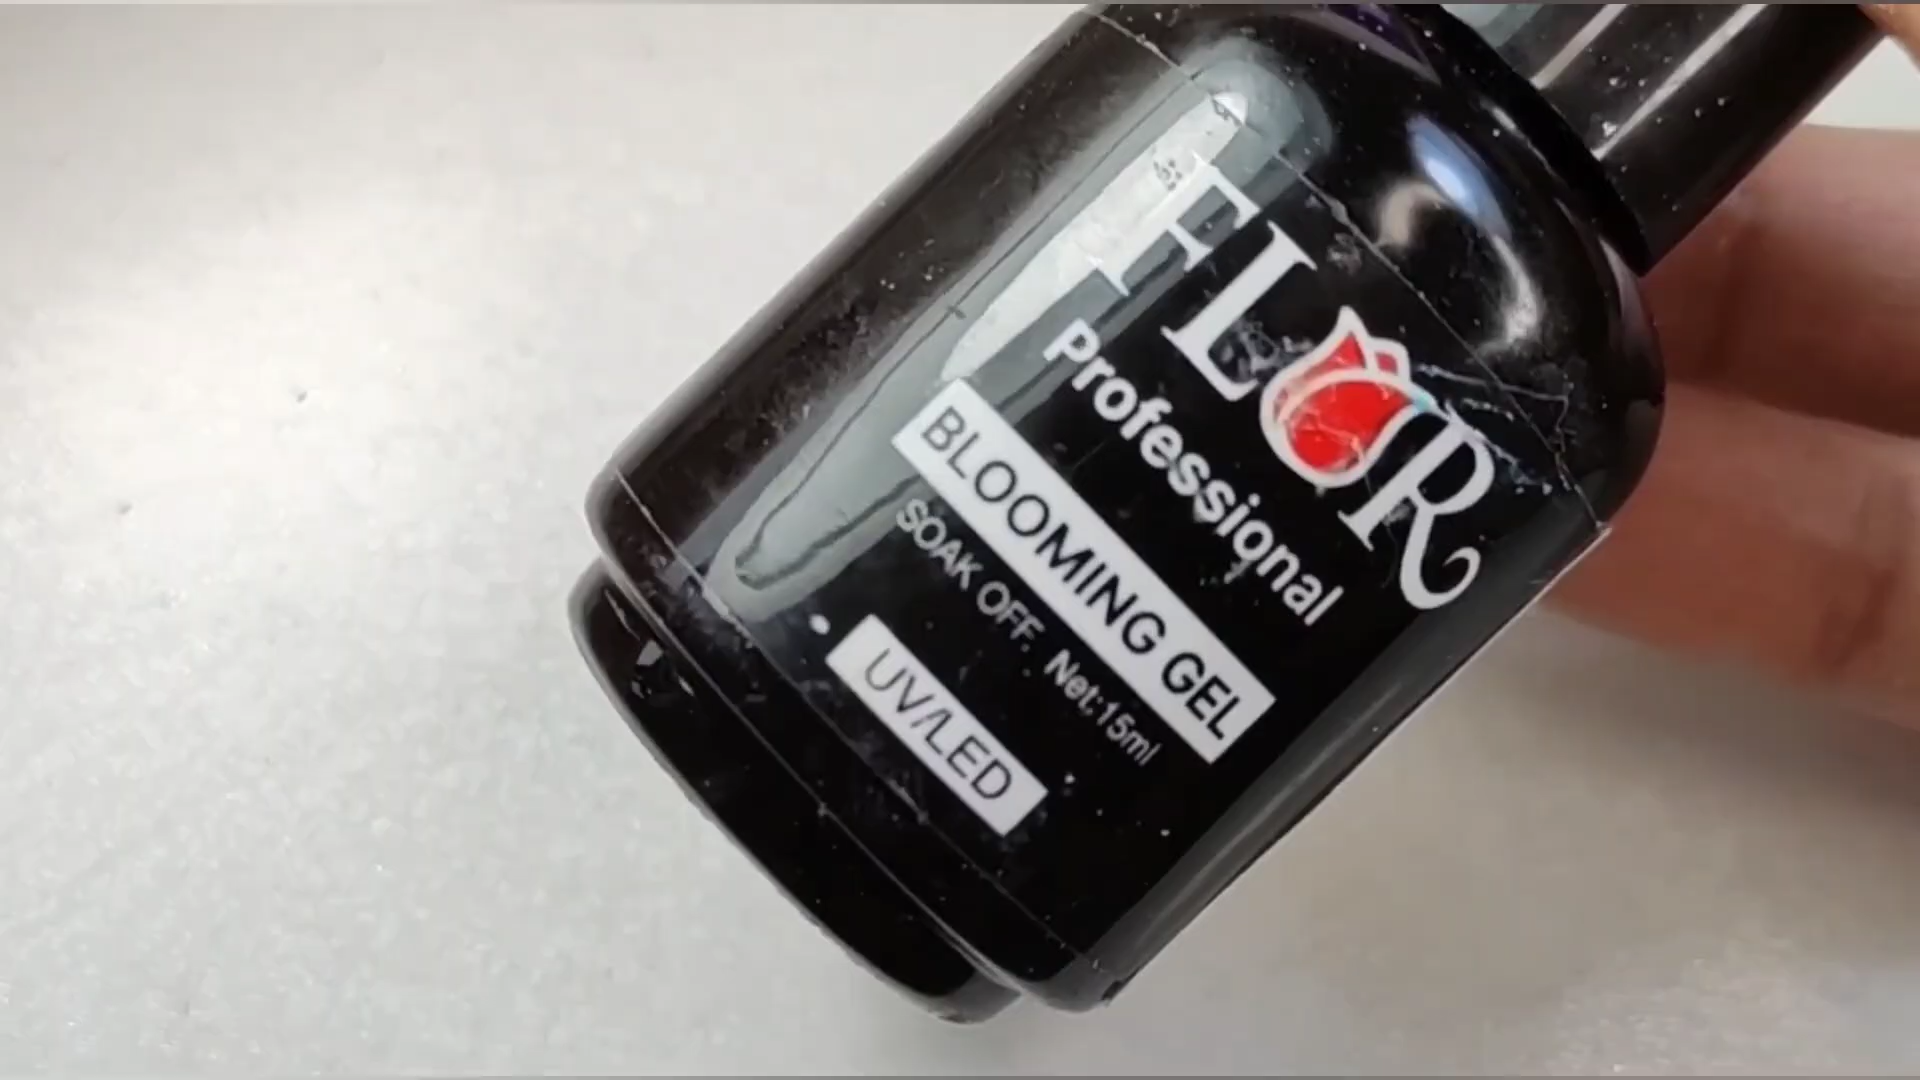 FLOR
Professional
BLOOMING GEL
SOAK OFF. Net:15ml
UV/LED